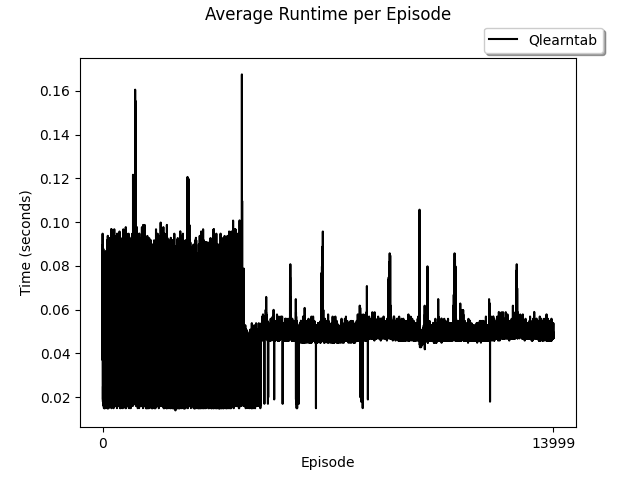 Average Runtime per Episode
Qlearntab
0.16
0.14
0.12
0.10
0.08
0.06
0.04
0.02
Time (seconds)
0
13999
Episode